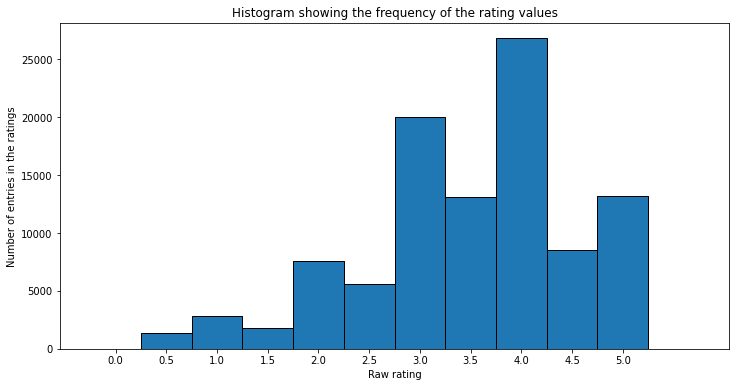 Histogram showing the frequency of the rating values
Number of entries in the ratings
25000
20000
15000
10000
5000
0
0.0 0.5 1.0 1.5 2.0 2.5 3.0 3.5 4.0 4.5 5.0
Raw rating